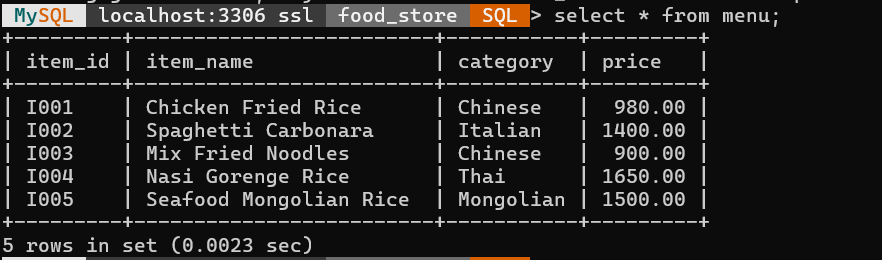 MySQL localhost:3306 ssl food_store SQL > select * from menu;
+---------+-----------------------+-----------+---------+
| item_id | item_name             | category  | price   |
+---------+-----------------------+-----------+---------+
| I001    | Chicken Fried Rice    | Chinese   |  980.00 |
| I002    | Spaghetti Carbonara   | Italian   | 1400.00 |
| I003    | Mix Fried Noodles     | Chinese   |  900.00 |
| I004    | Nasi Gorenge Rice     | Thai      | 1650.00 |
| I005    | Seafood Mongolian Rice | Mongolian | 1500.00 |
+---------+-----------------------+-----------+---------+
5 rows in set (0.0023 sec)